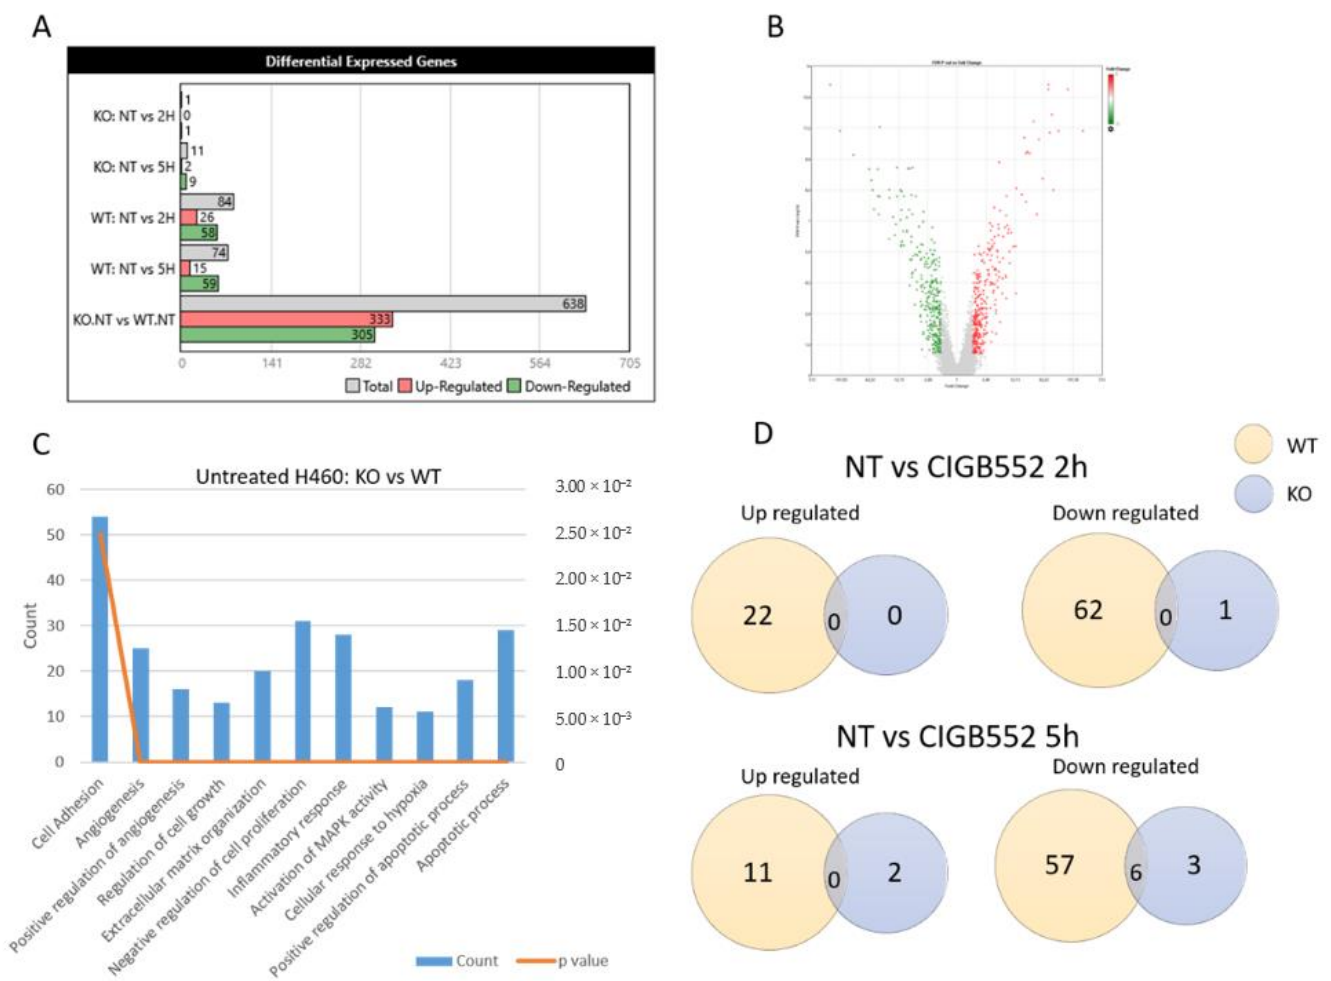 A
Differential Expressed Genes
KO: NT vs 2H
1
0
1
KO: NT vs 5H
11
2
9
WT: NT vs 2H
84
26
58
WT: NT vs 5H
74
15
59
KO.NT vs WT.NT
638
333
305
0 141 282 423 564 705
Total Up-Regulated Down-Regulated
B
Fold Change
C
Untreated H460: KO vs WT
60
50
40
30
20
10
0
Count
3.00 × 10⁻²
2.50 × 10⁻²
2.00 × 10⁻²
1.50 × 10⁻²
1.00 × 10⁻²
5.00 × 10⁻³
0
Cell Adhesion
Angiogenesis
Positive regulation of angiogenesis
Regulation of cell growth
Extracellular matrix organization
Negative regulation of cell proliferation
Inflammatory response
Activation of MAPK activity
Cellular response to hypoxia
Positive regulation of apoptotic process
Apoptotic process
Count p value
D
WT
KO
NT vs CIGB552 2h
Up regulated
22 0 0
Down regulated
62 0 1
NT vs CIGB552 5h
Up regulated
11 0 2
Down regulated
57 6 3